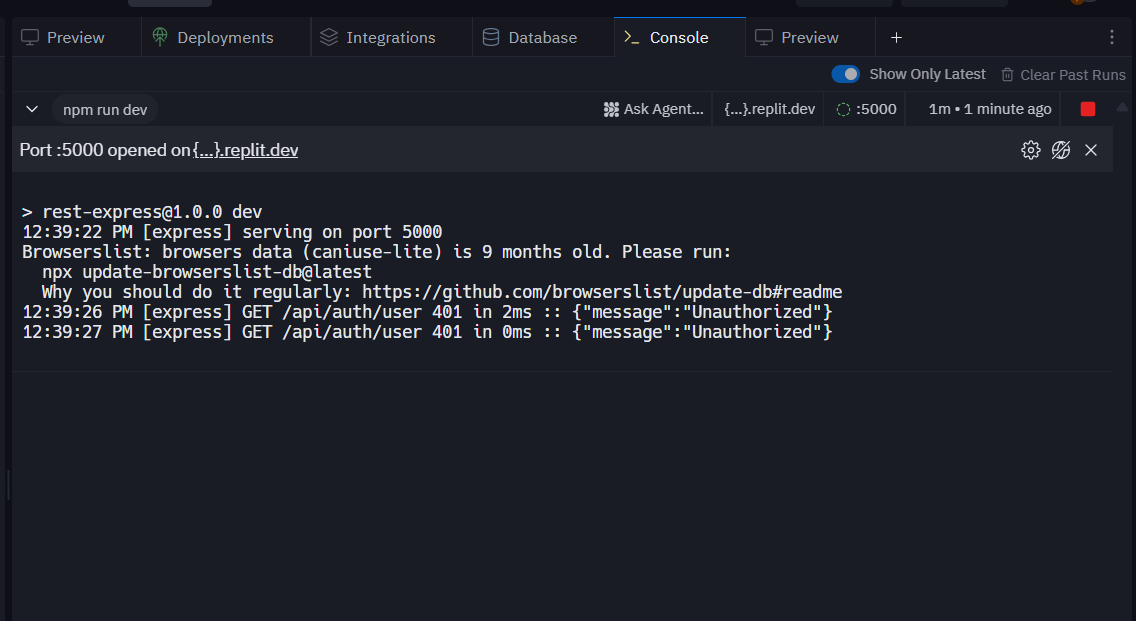 Preview
Deployments
Integrations
Database
Console
Preview
Show Only Latest
Clear Past Runs
npm run dev
Ask Agent...
{...}.replit.dev
:5000
1m • 1 minute ago
Port :5000 opened on {...}.replit.dev
> rest-express@1.0.0 dev
12:39:22 PM [express] serving on port 5000
Browserslist: browsers data (caniuse-lite) is 9 months old. Please run:
  npx update-browserslist-db@latest
  Why you should do it regularly: https://github.com/browserslist/update-db#readme
12:39:26 PM [express] GET /api/auth/user 401 in 2ms :: {"message":"Unauthorized"}
12:39:27 PM [express] GET /api/auth/user 401 in 0ms :: {"message":"Unauthorized"}